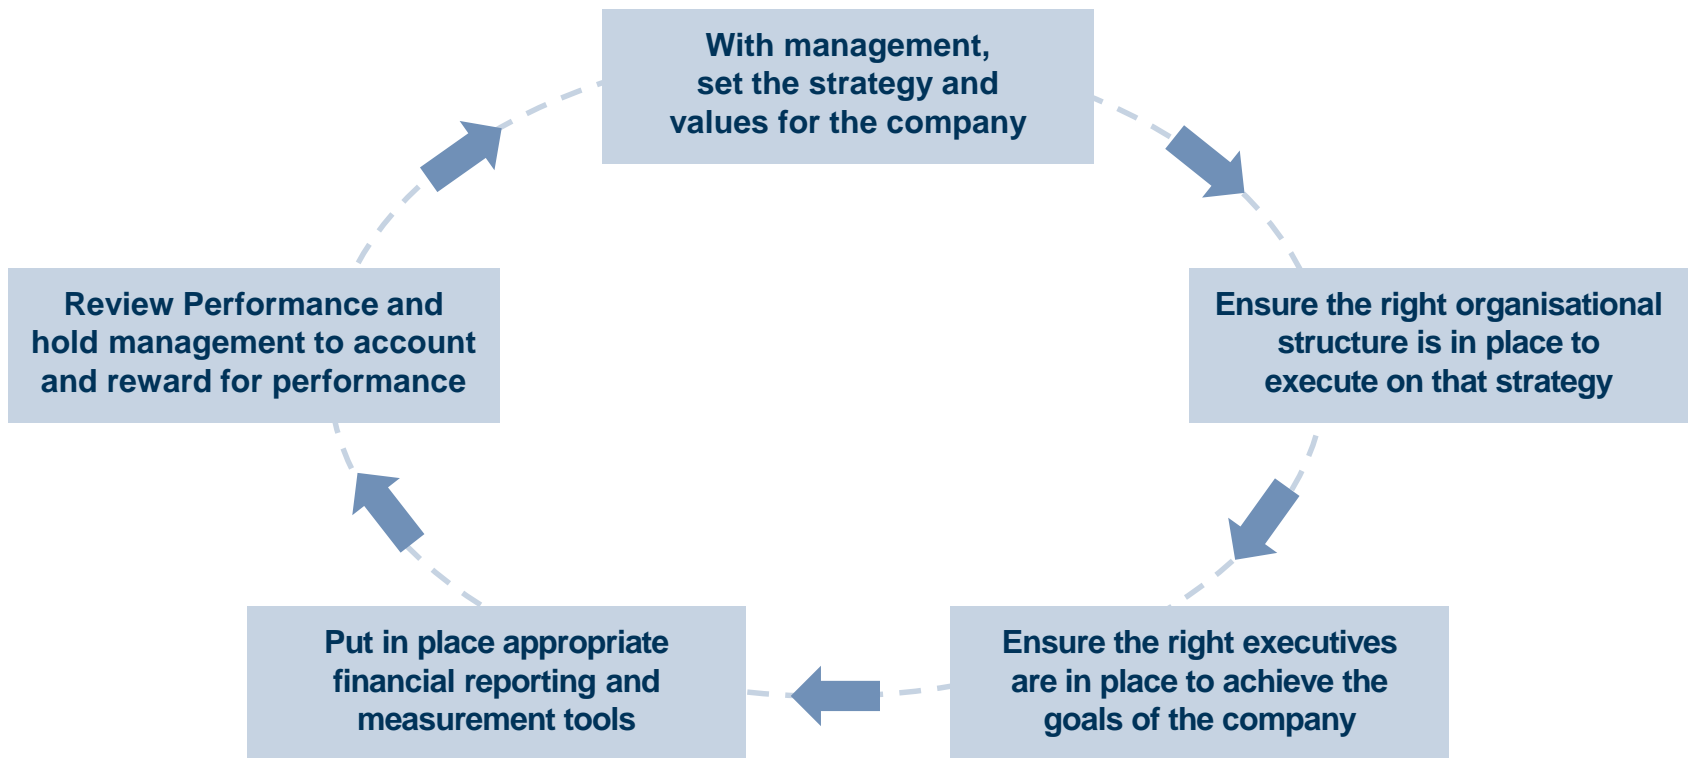 With management,
set the strategy and
values for the company
Ensure the right organisational
structure is in place to
execute on that strategy
Ensure the right executives
are in place to achieve the
goals of the company
Put in place appropriate
financial reporting and
measurement tools
Review Performance and
hold management to account
and reward for performance